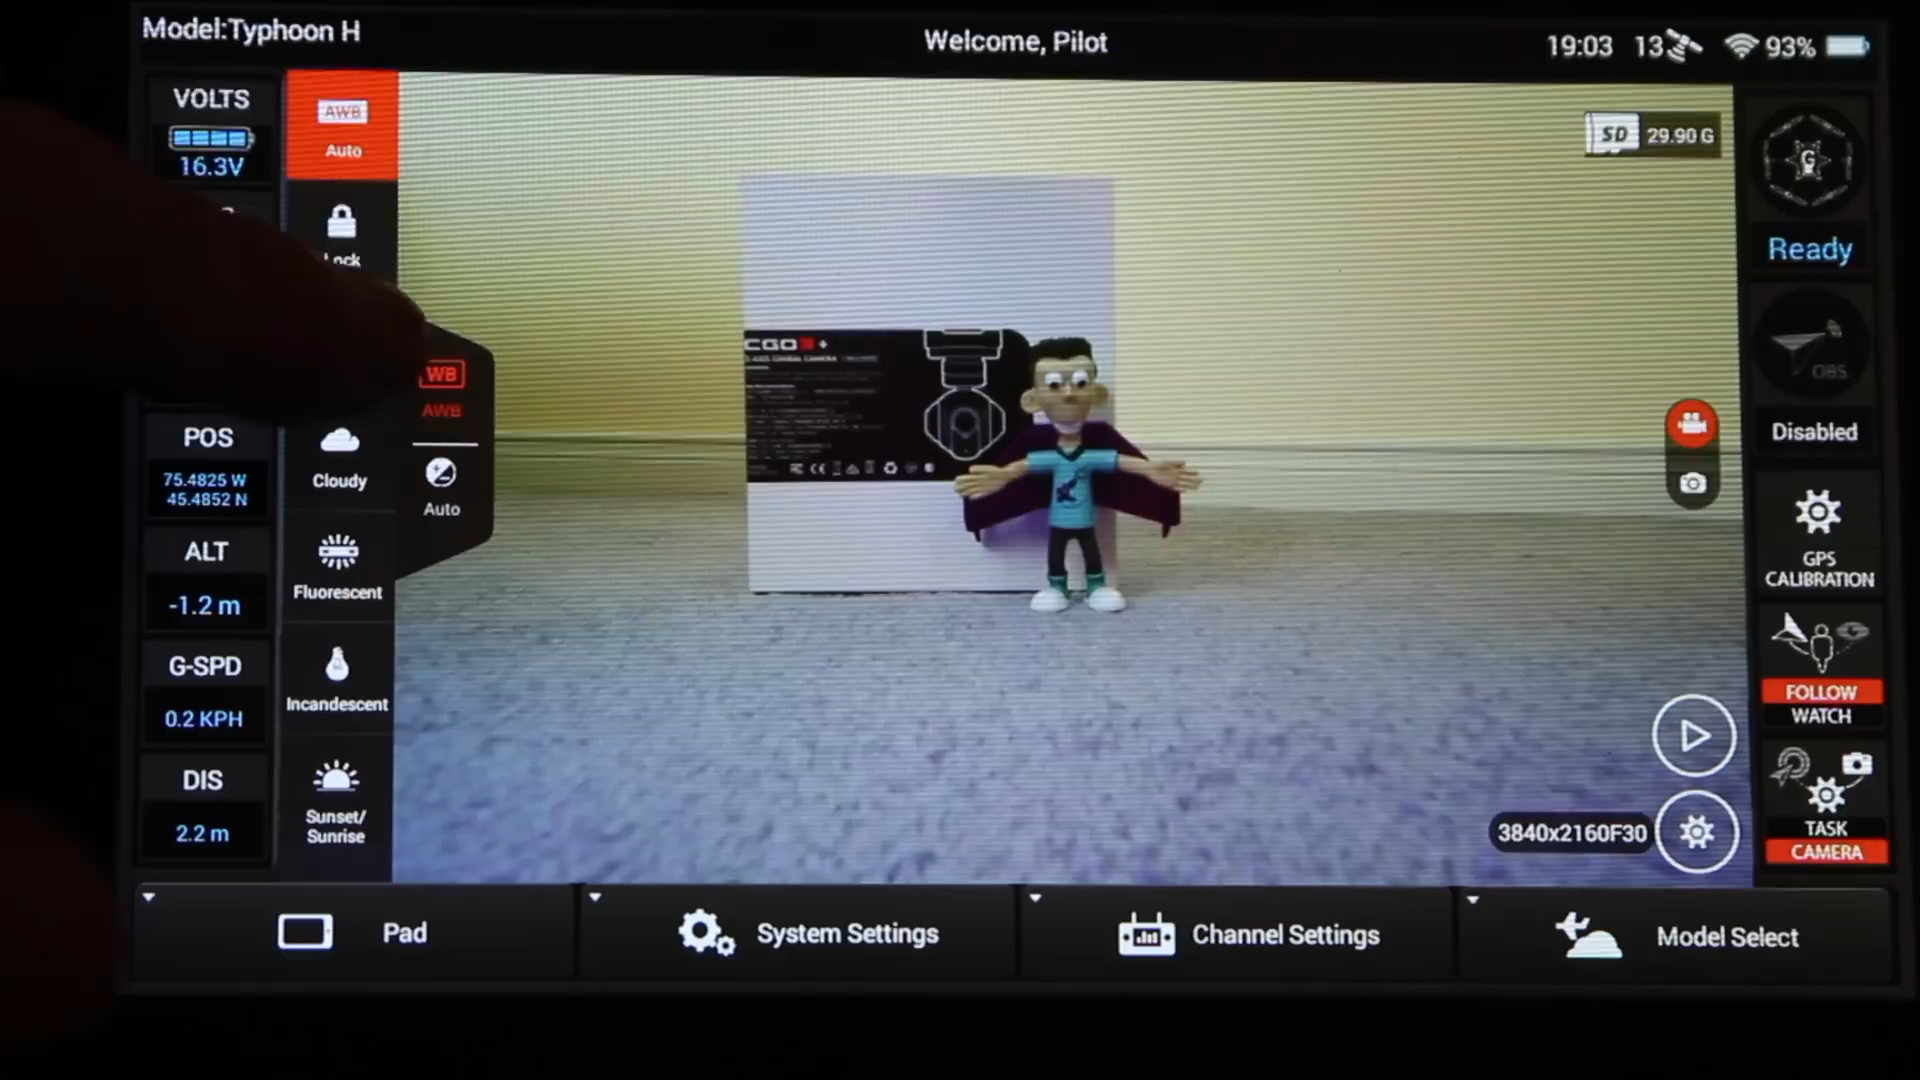 Model:Typhoon H
Welcome, Pilot
19:03 13 93%
VOLTS
16.3V
POS
75.4825 W
45.4852 N
ALT
-1.2 m
G-SPD
0.2 KPH
DIS
2.2 m
AWB
Auto
Lock
WB
AWB
Auto
Cloudy
Fluorescent
Incandescent
Sunset/
Sunrise
CGO3+
SD 29.90 G
3840x2160F30
G
Ready
OBS
Disabled
GPS
CALIBRATION
FOLLOW
WATCH
TASK
CAMERA
Pad
System Settings
Channel Settings
Model Select